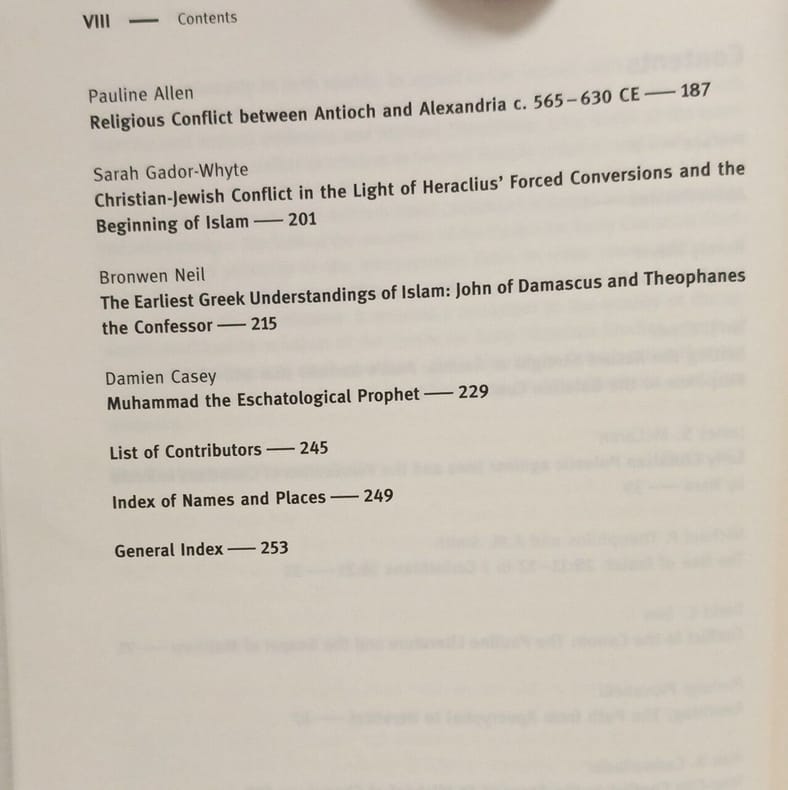 VIII — Contents
Pauline Allen
Religious Conflict between Antioch and Alexandria c. 565–630 CE — 187
Sarah Gador-Whyte
Christian-Jewish Conflict in the Light of Heraclius’ Forced Conversions and the
Beginning of Islam — 201
Bronwen Neil
The Earliest Greek Understandings of Islam: John of Damascus and Theophanes
the Confessor — 215
Damien Casey
Muhammad the Eschatological Prophet — 229
List of Contributors — 245
Index of Names and Places — 249
General Index — 253